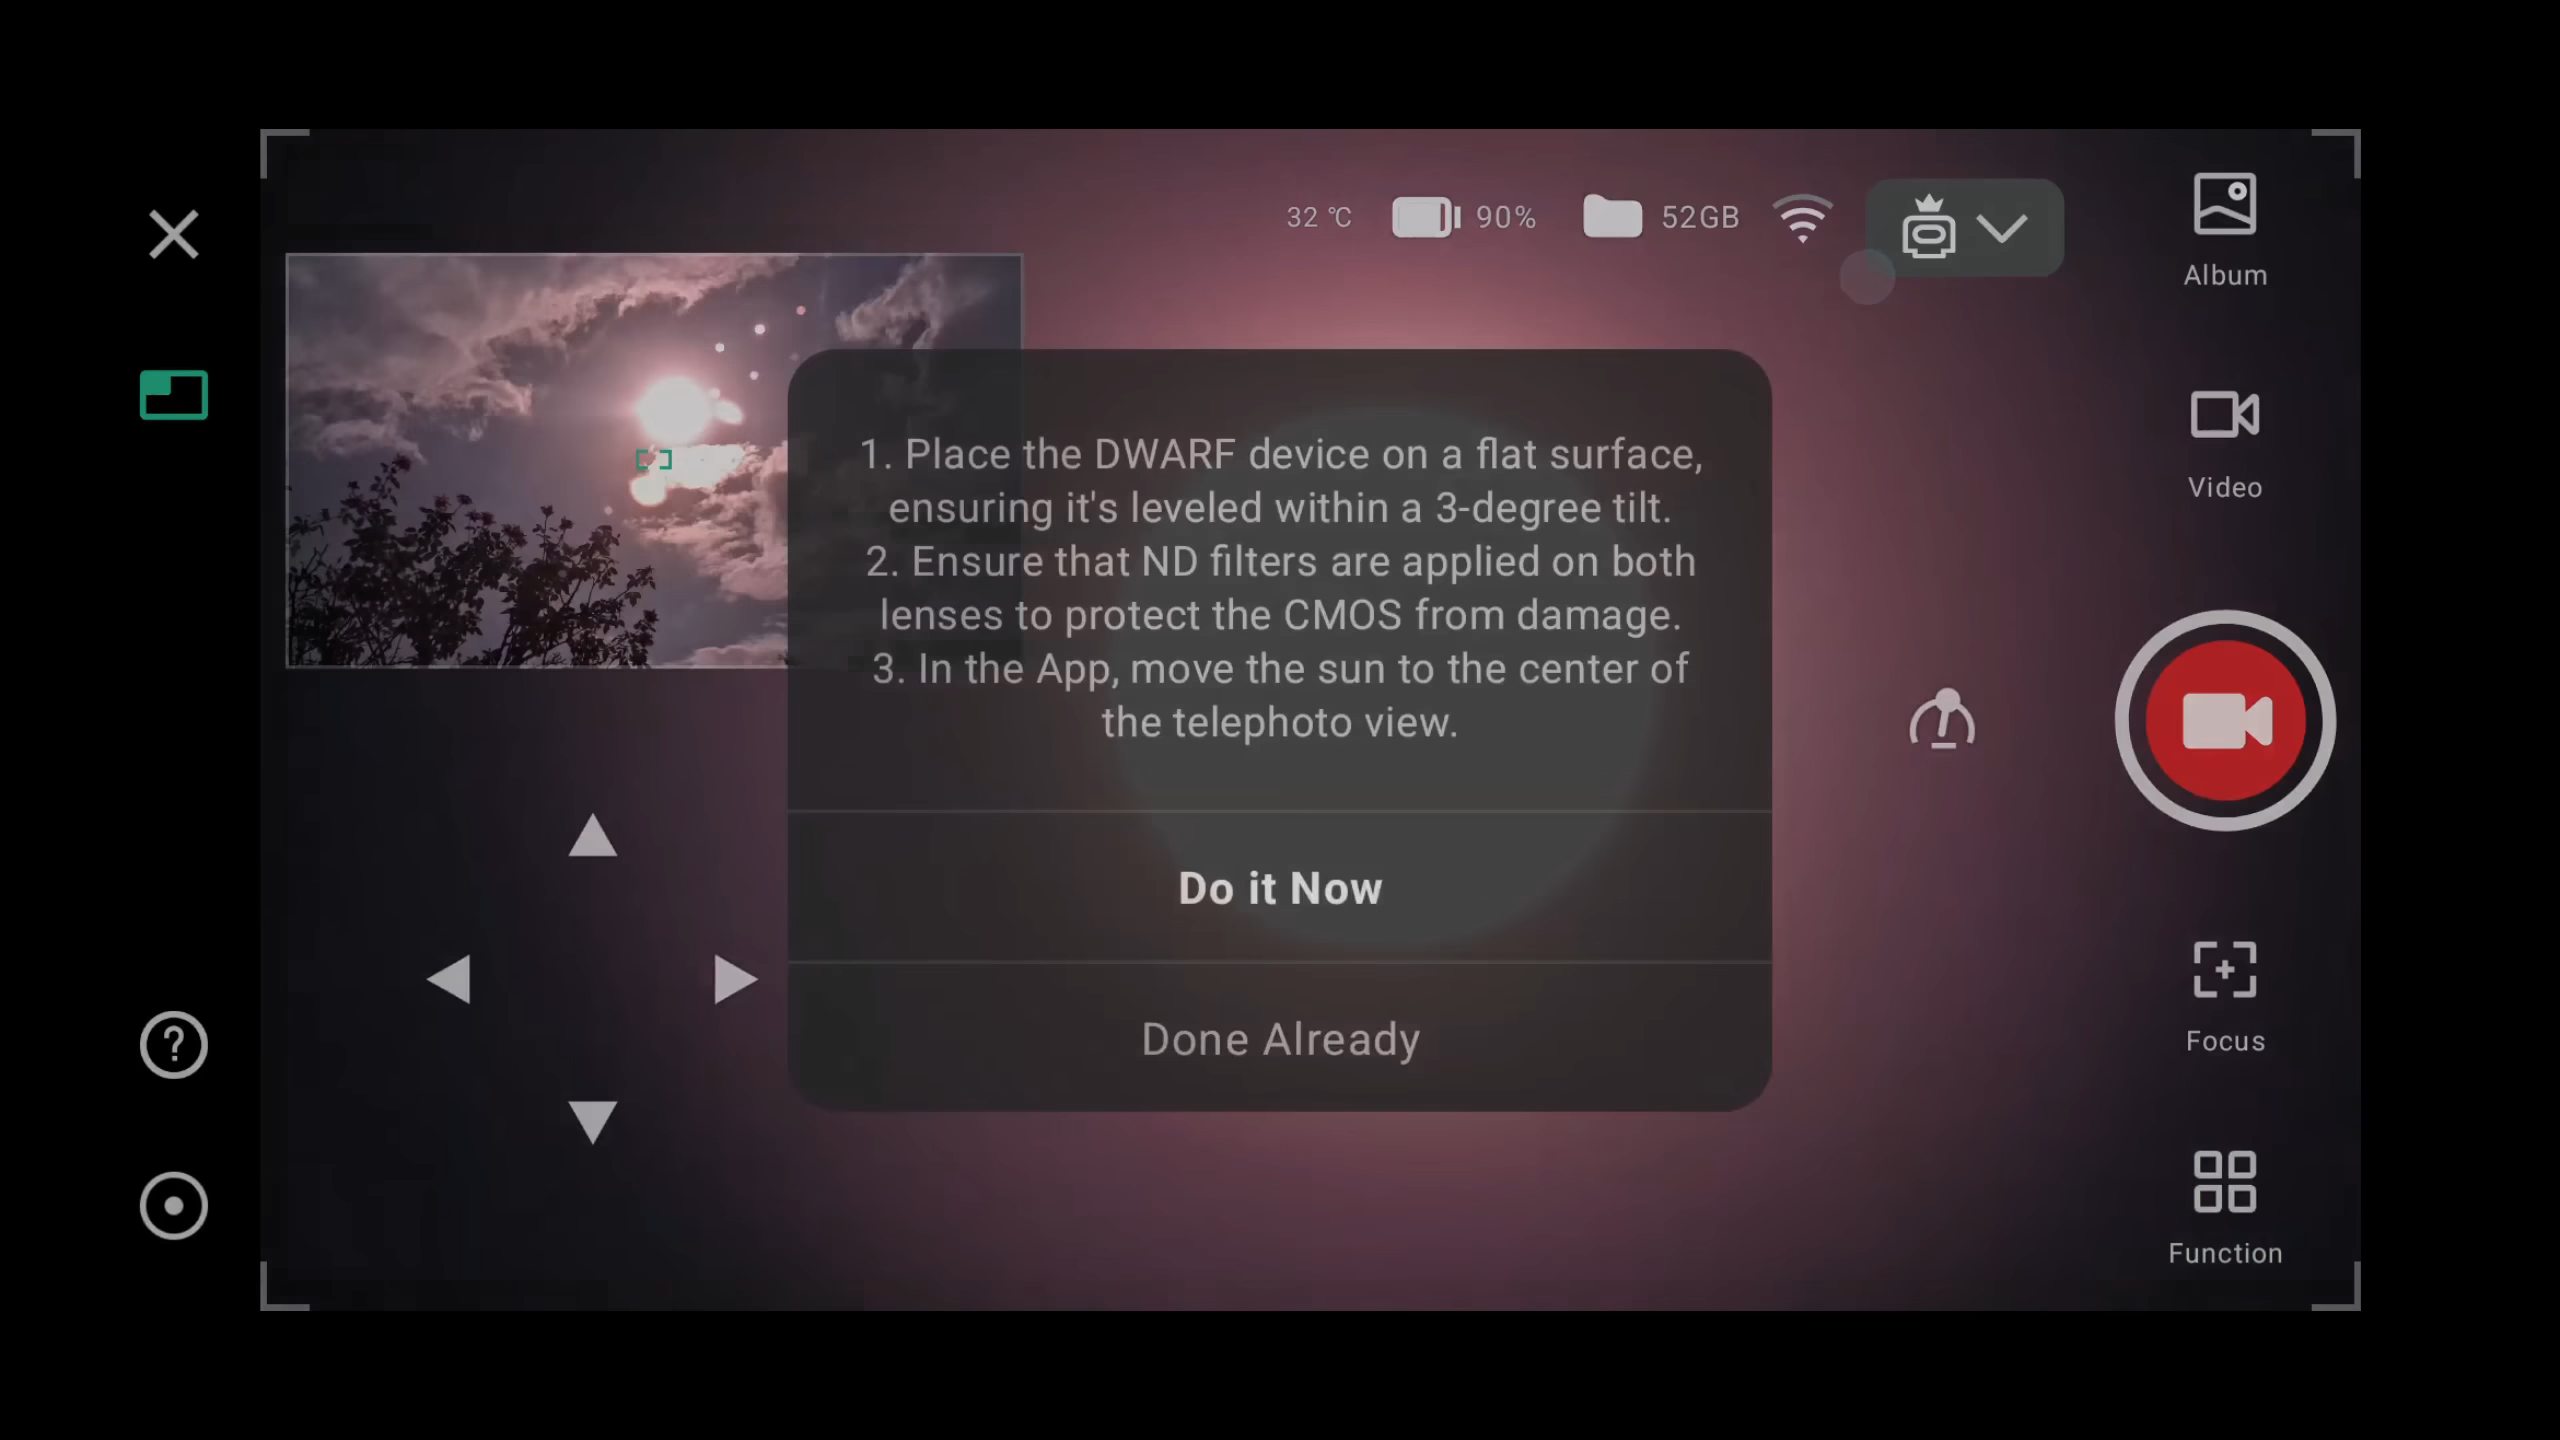 32 °C
90%
52GB
Album
Video
1. Place the DWARF device on a flat surface,
ensuring it's leveled within a 3-degree tilt.
2. Ensure that ND filters are applied on both
lenses to protect the CMOS from damage.
3. In the App, move the sun to the center of
the telephoto view.
Do it Now
Done Already
Focus
Function